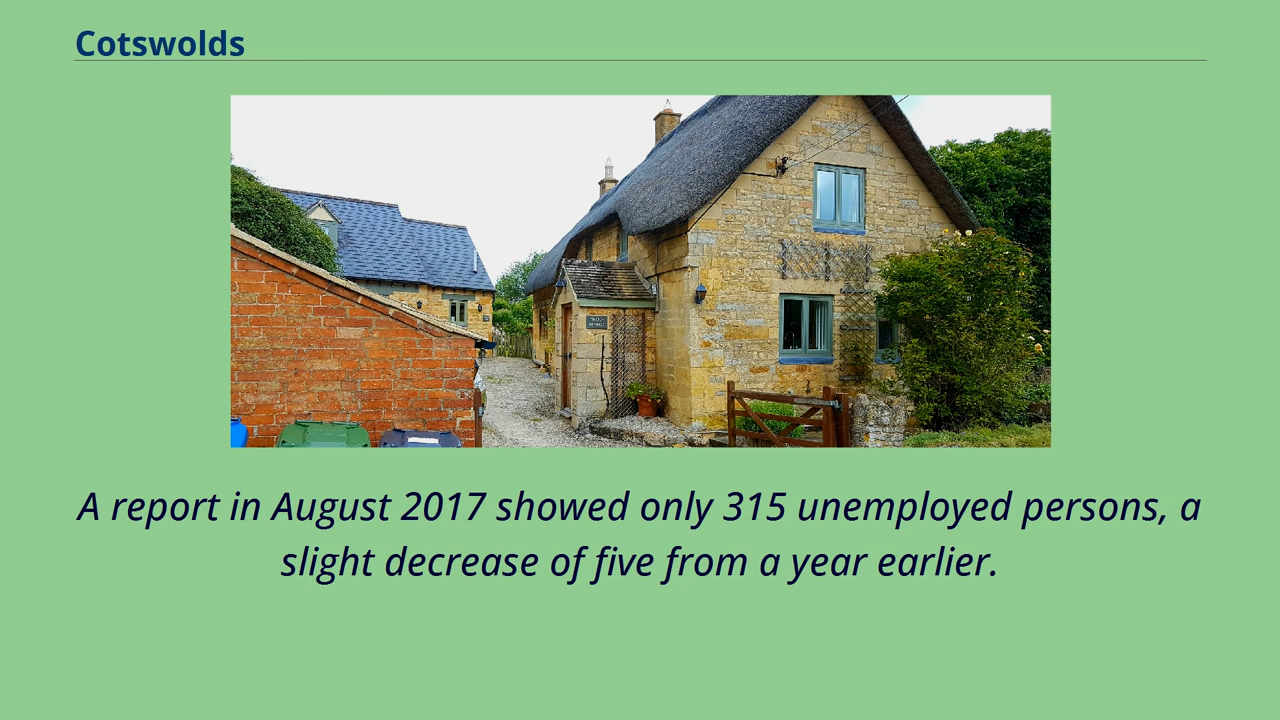 Cotswolds
A report in August 2017 showed only 315 unemployed persons, a
slight decrease of five from a year earlier.